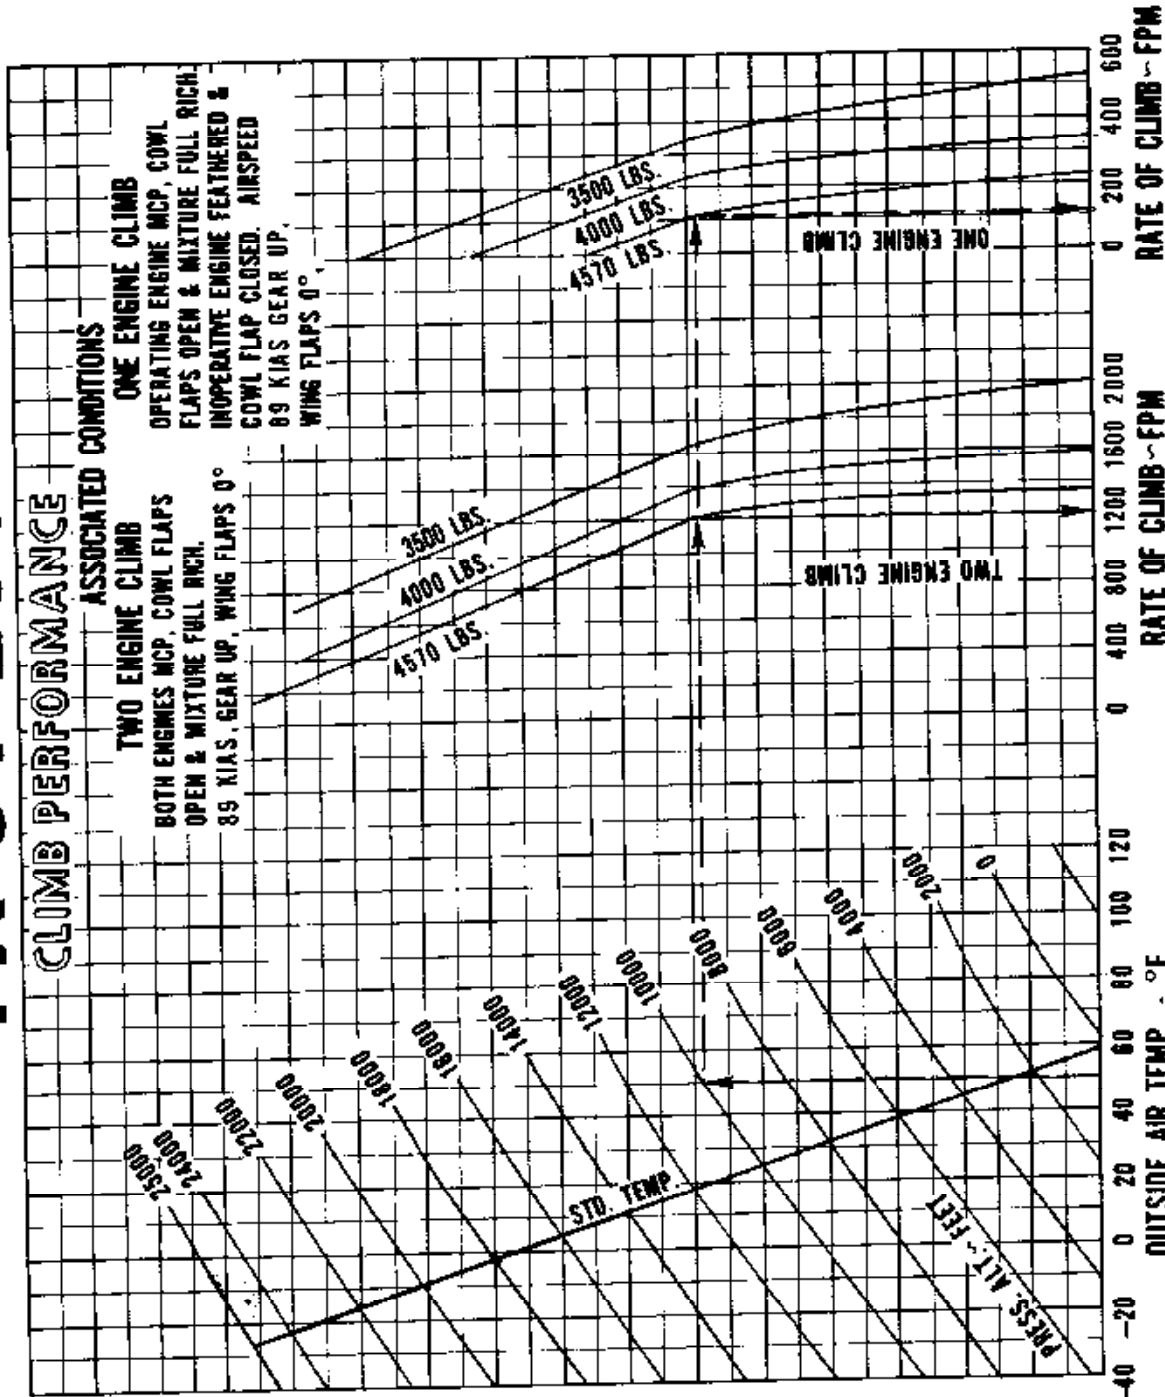 CLIMB PERFORMANCE
ASSOCIATED CONDITIONS
TWO ENGINE CLIMB
BOTH ENGINES MCP, COWL FLAPS
OPEN & MIXTURE FULL RICH.
89 KIAS, GEAR UP, WING FLAPS 0°
ONE ENGINE CLIMB
OPERATING ENGINE MCP, COWL
FLAPS OPEN & MIXTURE FULL RICH.
INOPERATIVE ENGINE FEATHERED &
COWL FLAP CLOSED. AIRSPEED
89 KIAS GEAR UP,
WING FLAPS 0°.
25000
24000
22000
20000
18000
16000
14000
12000
10000
8000
6000
4000
2000
0
STD. TEMP
PRESS. ALT. ~ FEET
3500 LBS.
4000 LBS.
4570 LBS.
TWO ENGINE CLIMB
3500 LBS.
4000 LBS.
4570 LBS.
ONE ENGINE CLIMB
-40 -20 0 20 40 60 80 100 120
OUTSIDE AIR TEMP. ~ °F
0 400 800 1200 1600 2000
RATE OF CLIMB~FPM
0 200 400 600
RATE OF CLIMB~FPM